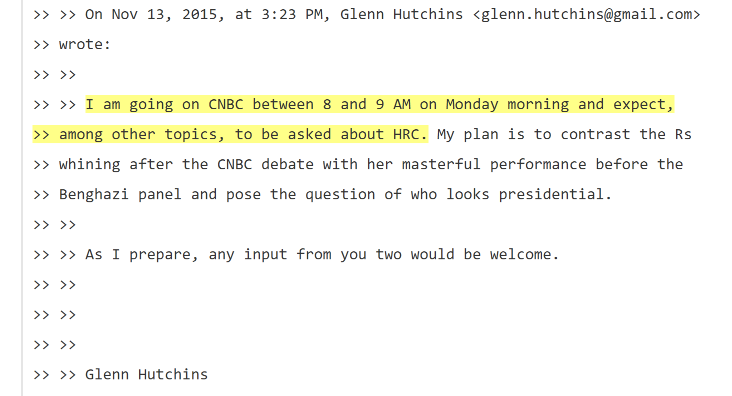 >> >> On Nov 13, 2015, at 3:23 PM, Glenn Hutchins <glenn.hutchins@gmail.com>
>> wrote:
>> >>
>> >> I am going on CNBC between 8 and 9 AM on Monday morning and expect,
>> among other topics, to be asked about HRC. My plan is to contrast the Rs
>> whining after the CNBC debate with her masterful performance before the
>> Benghazi panel and pose the question of who looks presidential.
>> >>
>> >> As I prepare, any input from you two would be welcome.
>> >>
>> >>
>> >>
>> >> Glenn Hutchins